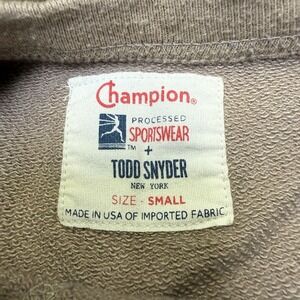 Champion®
PROCESSED
SPORTSWEAR
™ +
TODD SNYDER
NEW YORK
SIZE - SMALL
MADE IN USA OF IMPORTED FABRIC